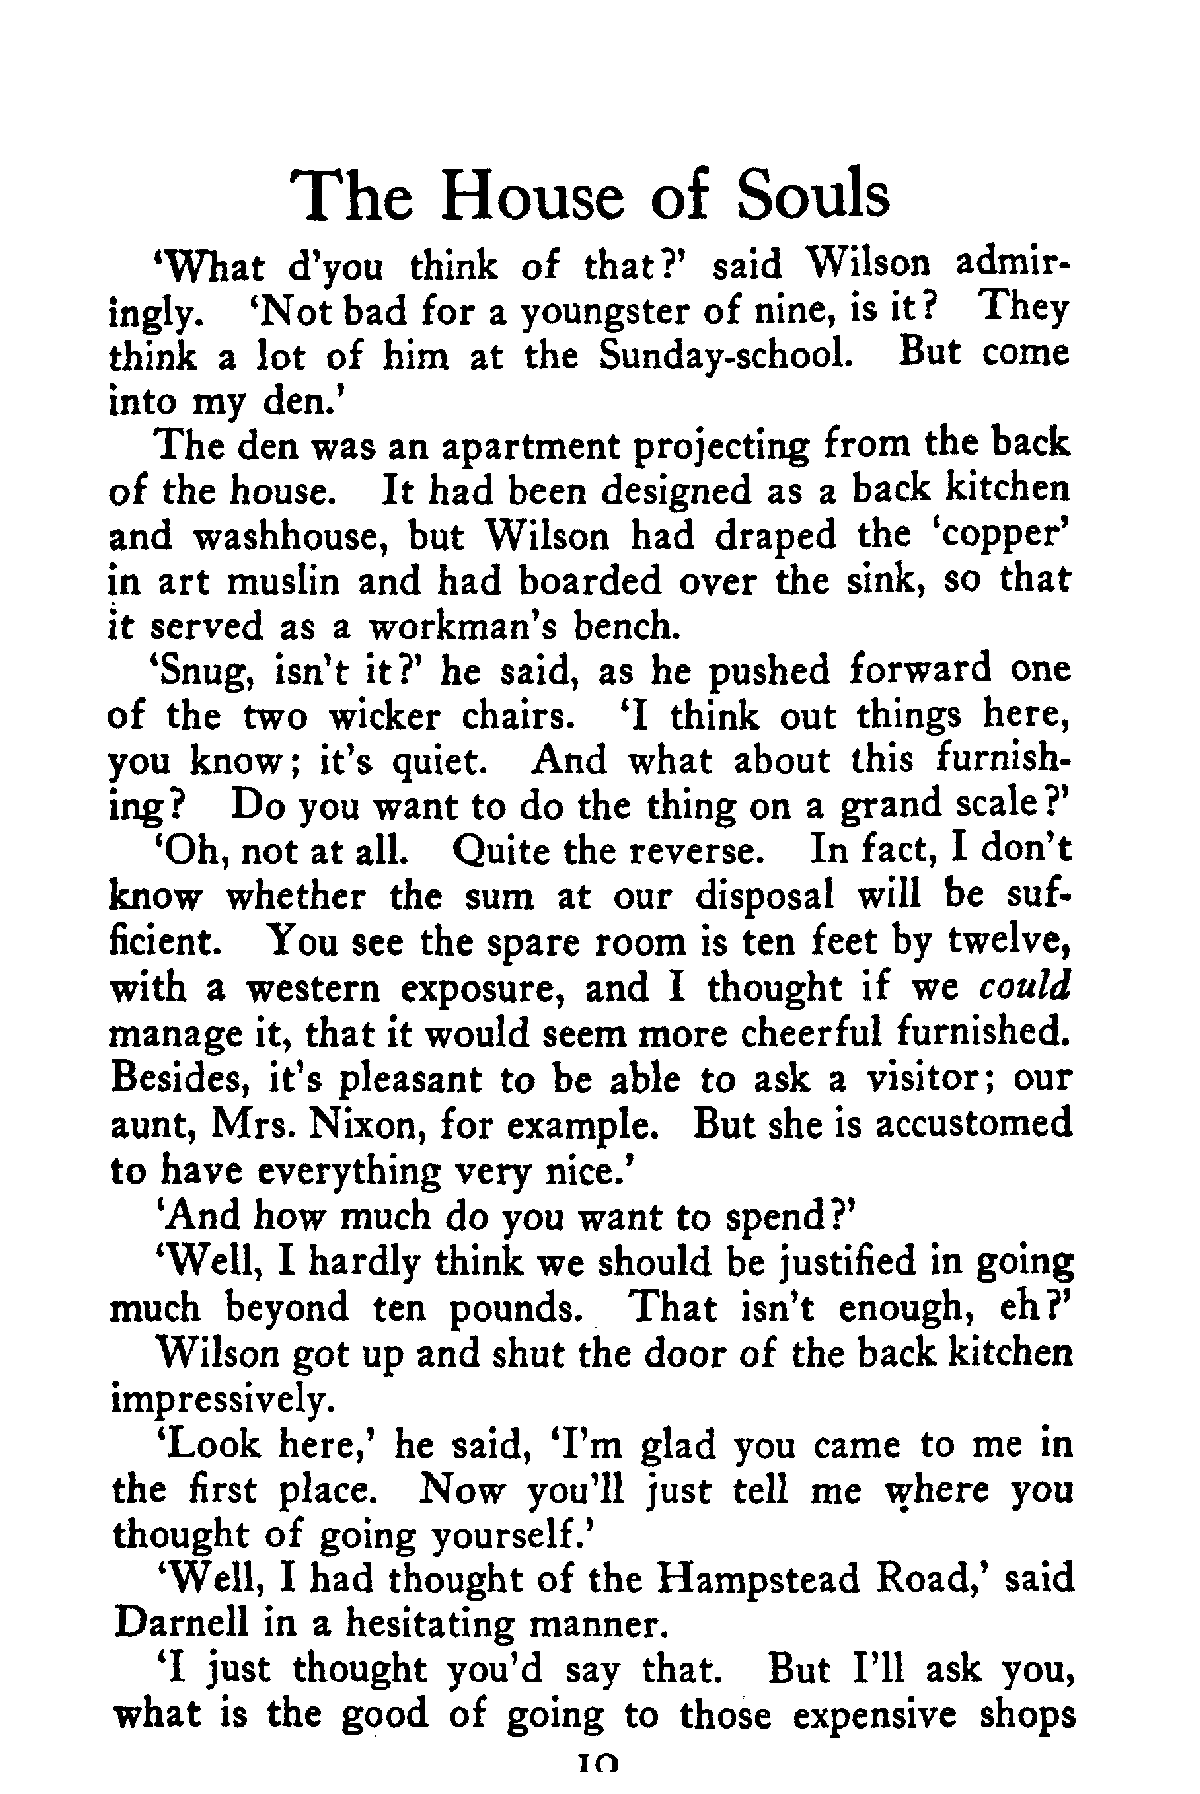 The House of Souls
‘What d’you think of that?’ said Wilson admir-
ingly. ‘Not bad for a youngster of nine, is it? They
think a lot of him at the Sunday-school. But come
into my den.’
The den was an apartment projecting from the back
of the house. It had been designed as a back kitchen
and washhouse, but Wilson had draped the ‘copper’
in art muslin and had boarded over the sink, so that
it served as a workman’s bench.
‘Snug, isn’t it?’ he said, as he pushed forward one
of the two wicker chairs. ‘I think out things here,
you know; it’s quiet. And what about this furnish-
ing? Do you want to do the thing on a grand scale?’
‘Oh, not at all. Quite the reverse. In fact, I don’t
know whether the sum at our disposal will be suf-
ficient. You see the spare room is ten feet by twelve,
with a western exposure, and I thought if we could
manage it, that it would seem more cheerful furnished.
Besides, it’s pleasant to be able to ask a visitor; our
aunt, Mrs. Nixon, for example. But she is accustomed
to have everything very nice.’
‘And how much do you want to spend?’
‘Well, I hardly think we should be justified in going
much beyond ten pounds. That isn’t enough, eh?’
Wilson got up and shut the door of the back kitchen
impressively.
‘Look here,’ he said, ‘I’m glad you came to me in
the first place. Now you’ll just tell me where you
thought of going yourself.’
‘Well, I had thought of the Hampstead Road,’ said
Darnell in a hesitating manner.
‘I just thought you’d say that. But I’ll ask you,
what is the good of going to those expensive shops
10